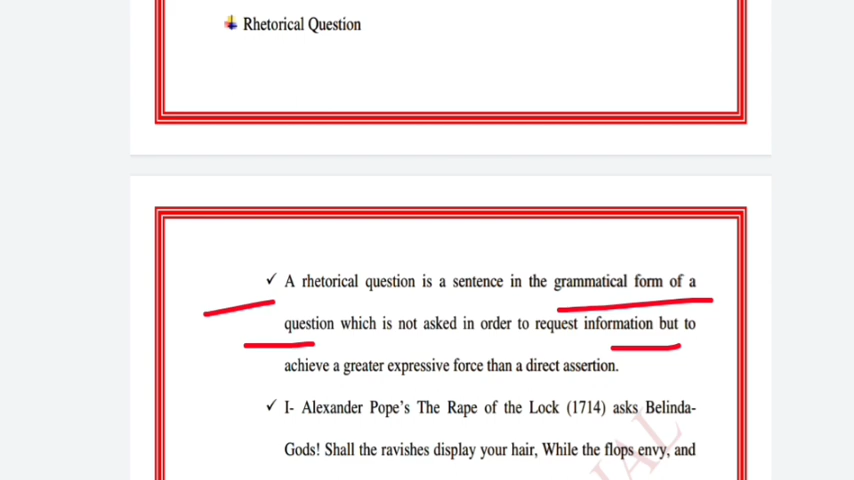 Rhetorical Question
✓ A rhetorical question is a sentence in the grammatical form of a
question which is not asked in order to request information but to
achieve a greater expressive force than a direct assertion.
✓ I- Alexander Pope's The Rape of the Lock (1714) asks Belinda-
Gods! Shall the ravishes display your hair, While the flops envy, and